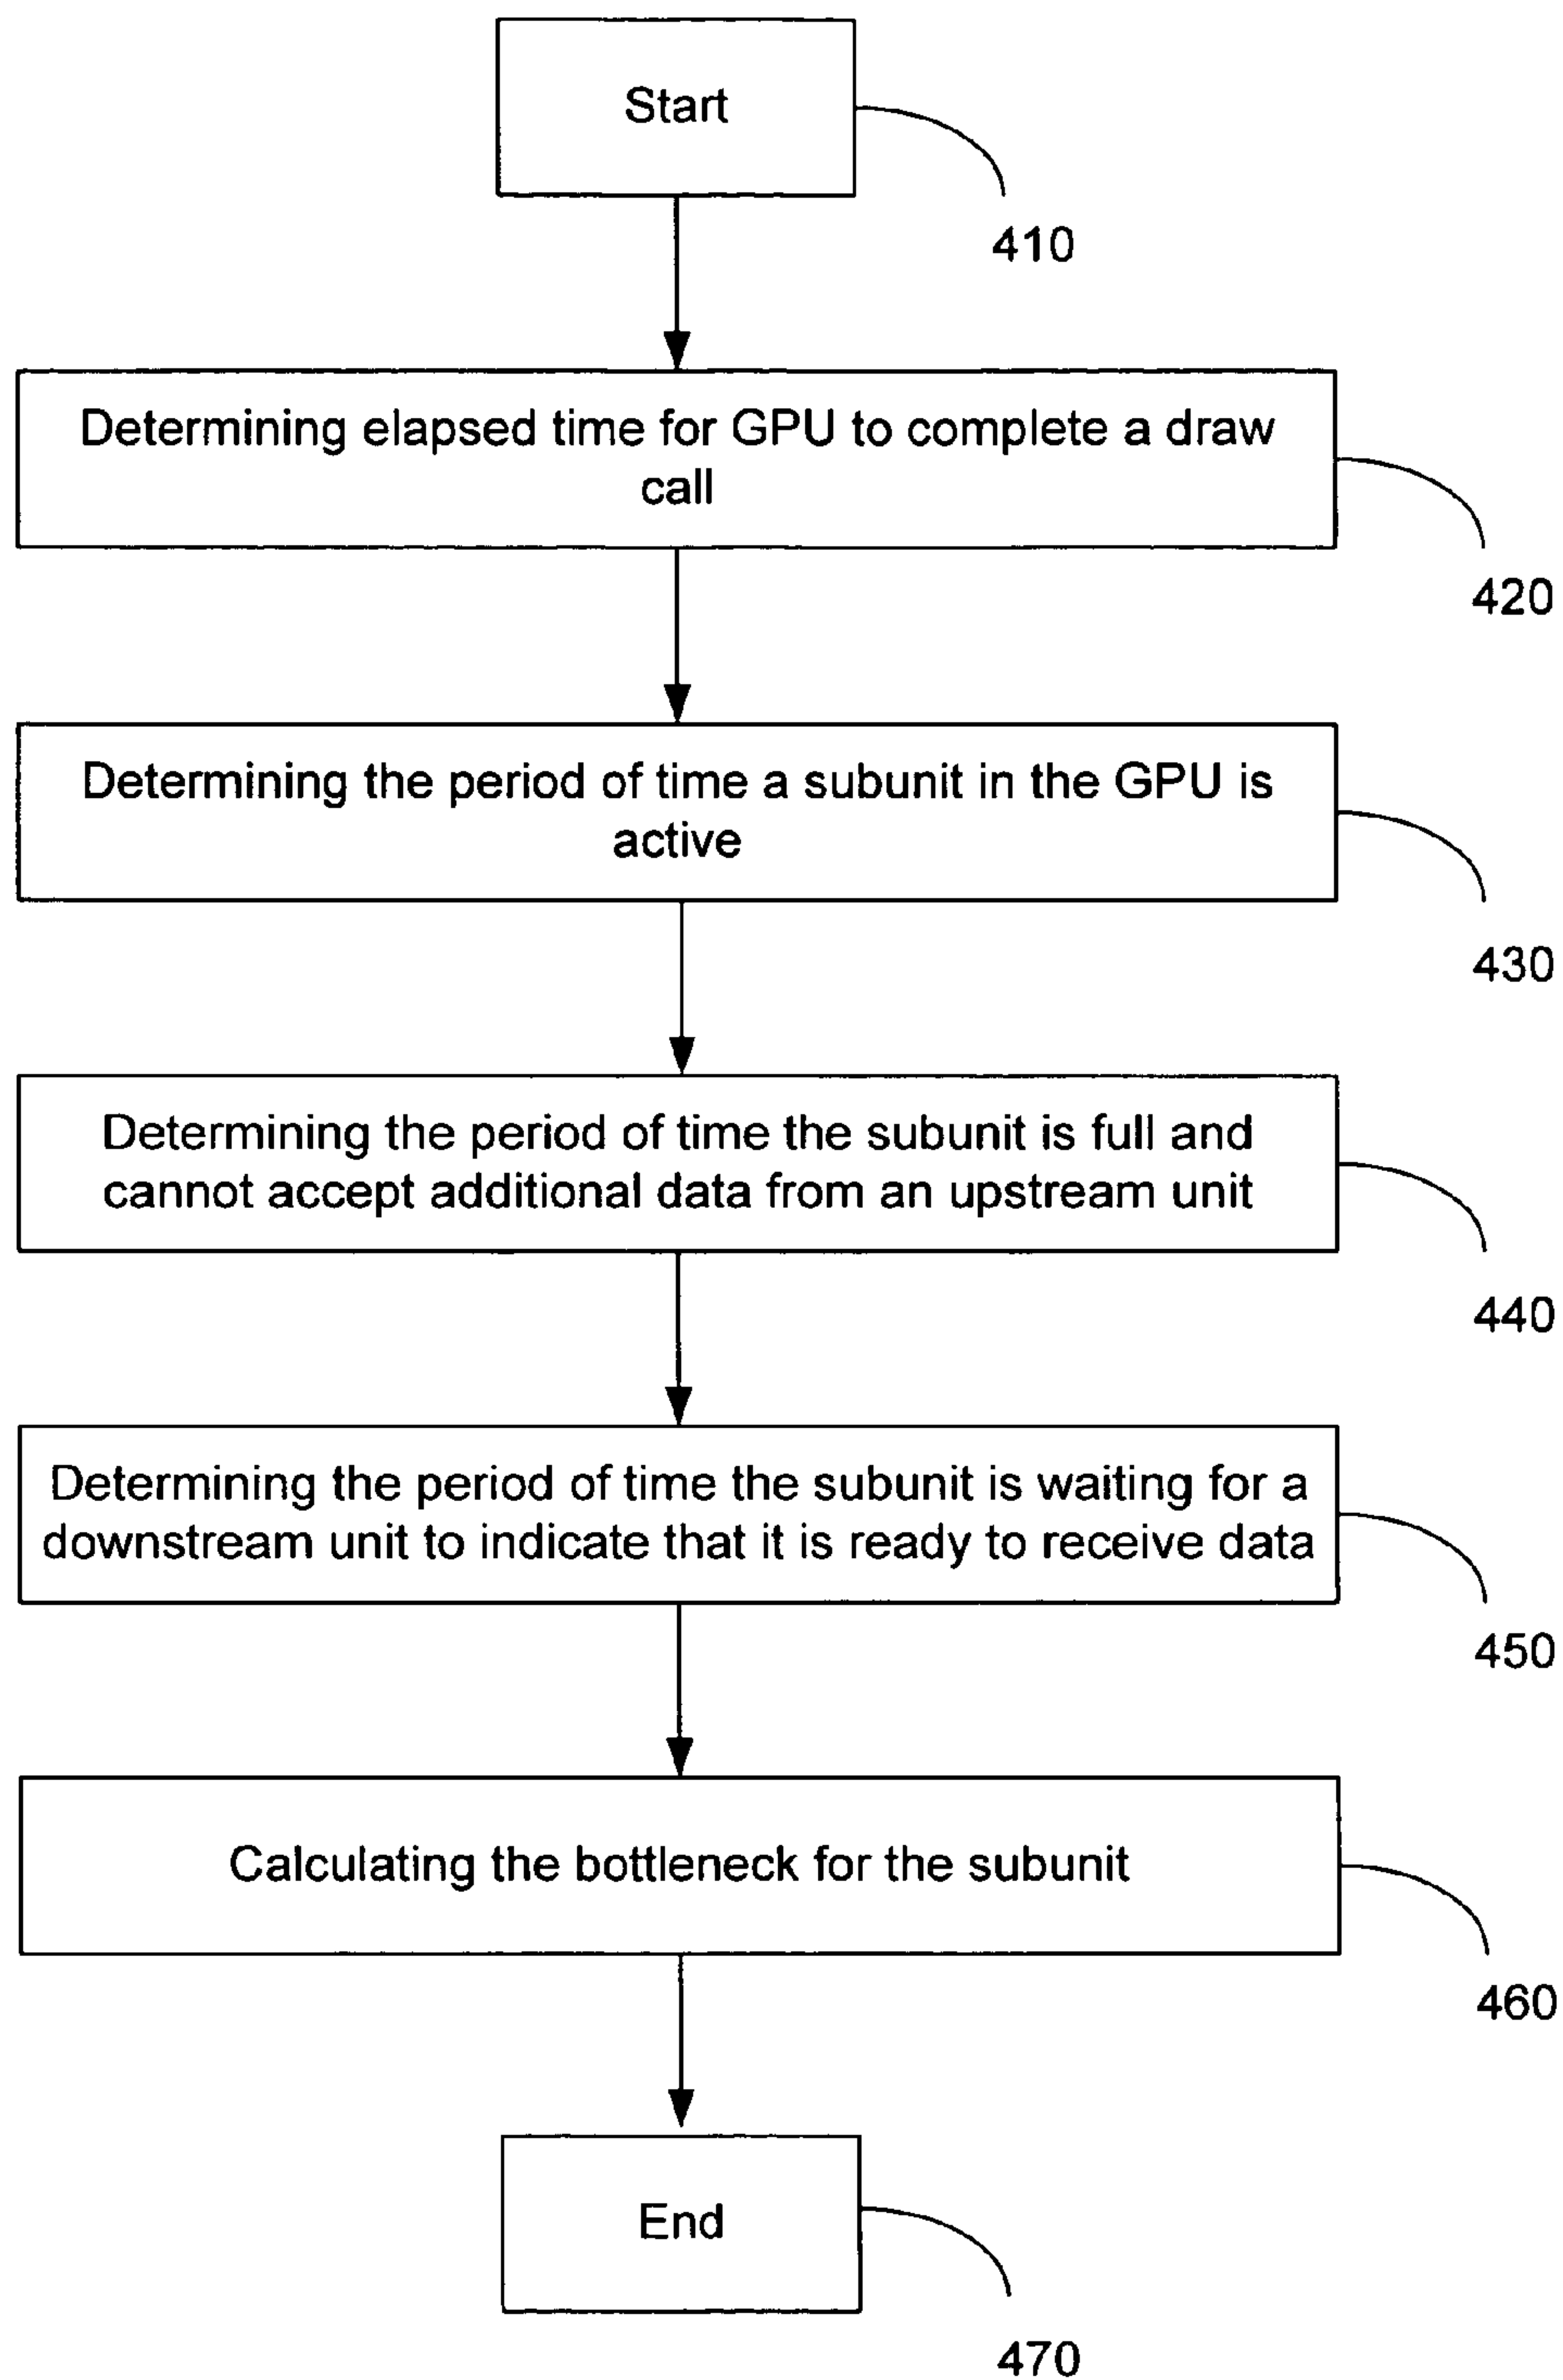 Start
410
Determining elapsed time for GPU to complete a draw
call
420
Determining the period of time a subunit in the GPU is
active
430
Determining the period of time the subunit is full and
cannot accept additional data from an upstream unit
440
Determining the period of time the subunit is waiting for a
downstream unit to indicate that it is ready to receive data
450
Calculating the bottleneck for the subunit
460
End
470